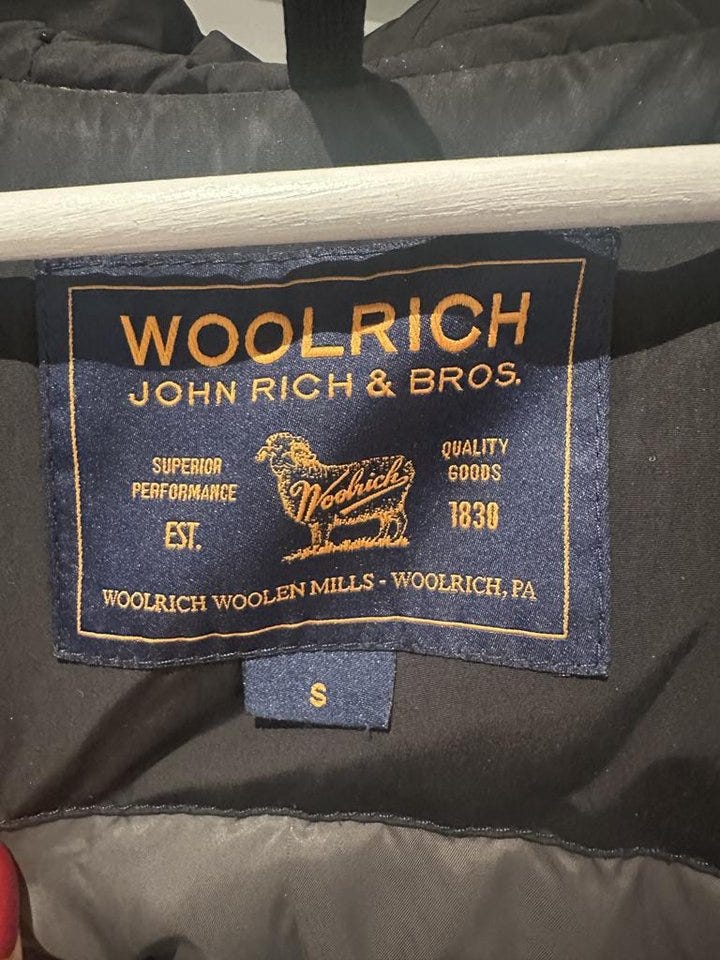 WOOLRICH
JOHN RICH & BROS.
SUPERIOR
PERFORMANCE
EST.
Woolrich
QUALITY
GOODS
1830
WOOLRICH WOOLEN MILLS - WOOLRICH, PA
S